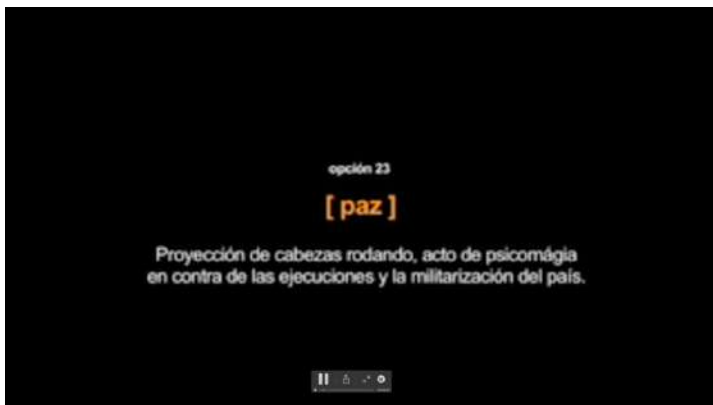 opción 23
[ paz ]
Proyección de cabezas rodando, acto de psicomágia
en contra de las ejecuciones y la militarización del país.